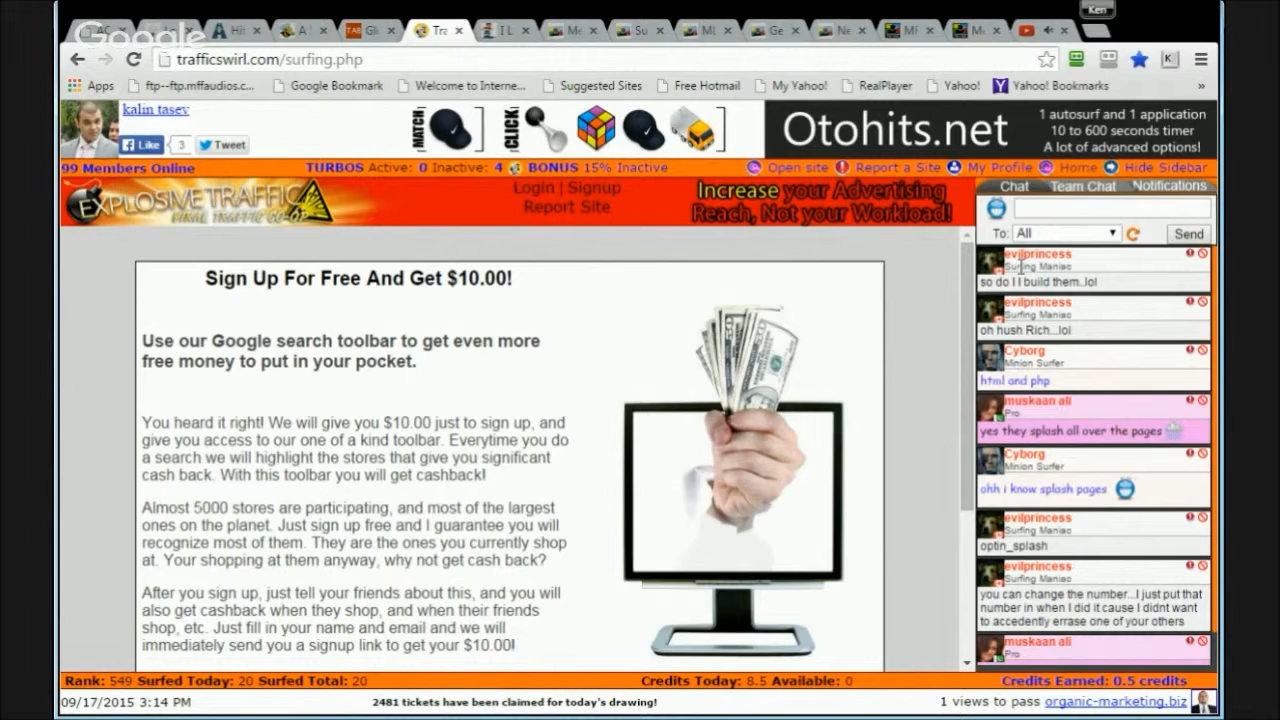 Ken
Google
Hit
A S
TAB
Tra
I L
Me
Su
ML
Ge
Ne
MF
trafficswirl.com/surfing.php
Apps
ftp--ftp.mffaudios.c...
Google Bookmark
Welcome to Interne...
Suggested Sites
Free Hotmail
My Yahoo!
RealPlayer
Yahoo!
Yahoo! Bookmarks
»
kalin tasev
Like 3 Tweet
MATCH
CLICK
Otohits.net
1 autosurf and 1 application
10 to 600 seconds timer
A lot of advanced options!
99 Members Online
TURBOS Active: 0 Inactive: 4 BONUS 15% Inactive
Open site Report a Site My Profile Home Hide Sidebar
EXPLOSIVE TRAFFIC
VIRAL TRAFFIC CO-OP
Login | Signup
Report Site
Increase your Advertising
Reach, Not your Workload!
Chat Team Chat Notifications
To: All Send
Sign Up For Free And Get $10.00!
Use our Google search toolbar to get even more
free money to put in your pocket.
You heard it right! We will give you $10.00 just to sign up, and
give you access to our one of a kind toolbar. Everytime you do
a search we will highlight the stores that give you significant
cash back. With this toolbar you will get cashback!
Almost 5000 stores are participating, and most of the largest
ones on the planet. Just sign up free and I guarantee you will
recognize most of them. They are the ones you currently shop
at. Your shopping at them anyway, why not get cash back?
After you sign up, just tell your friends about this, and you will
also get cashback when they shop, and when their friends
shop, etc. Just fill in your name and email and we will
immediately send you a signup link to get your $10.00!
evilprincess
Surfing Maniac
so do I I build them..lol
evilprincess
Surfing Maniac
oh hush Rich...lol
Cyborg
Minion Surfer
html and php
muskaan ali
Pro
yes they splash all over the pages
Cyborg
Minion Surfer
ohh i know splash pages
evilprincess
Surfing Maniac
optin_splash
evilprincess
Surfing Maniac
you can change the number...I just put that
number in when I did it cause I didnt want
to accedently errase one of your others
muskaan ali
Pro
Rank: 549 Surfed Today: 20 Surfed Total: 20
Credits Today: 8.5 Available: 0
Credits Earned: 0.5 credits
09/17/2015 3:14 PM
2481 tickets have been claimed for today's drawing!
1 views to pass organic-marketing.biz